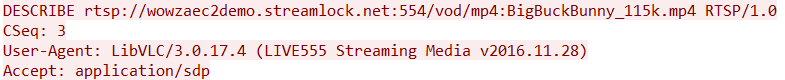 DESCRIBE rtsp://wowzaec2demo.streamlock.net:554/vod/mp4:BigBuckBunny_115k.mp4 RTSP/1.0
CSeq: 3
User-Agent: LibVLC/3.0.17.4 (LIVE555 Streaming Media v2016.11.28)
Accept: application/sdp